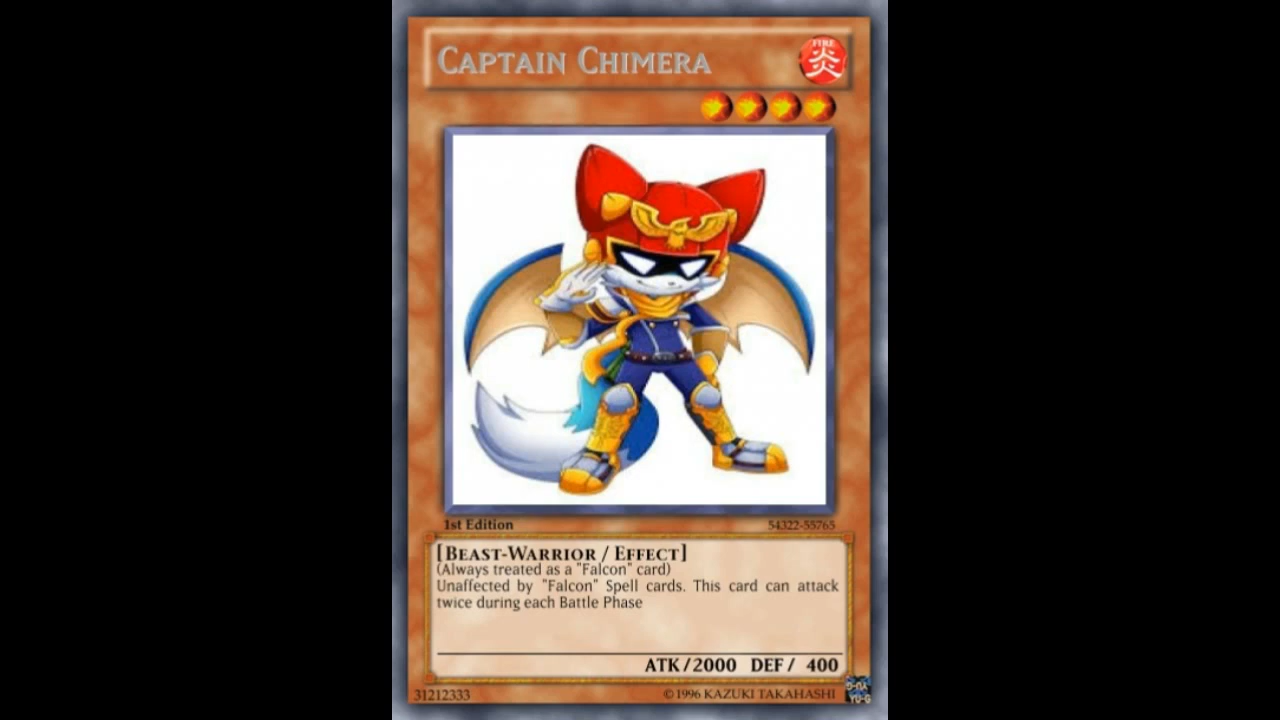 CAPTAIN CHIMERA
FIRE
炎
1st Edition 54322-55765
[BEAST-WARRIOR / EFFECT]
(Always treated as a "Falcon" card)
Unaffected by "Falcon" Spell cards. This card can attack
twice during each Battle Phase
ATK/2000 DEF/ 400
31212333 ©1996 KAZUKI TAKAHASHI